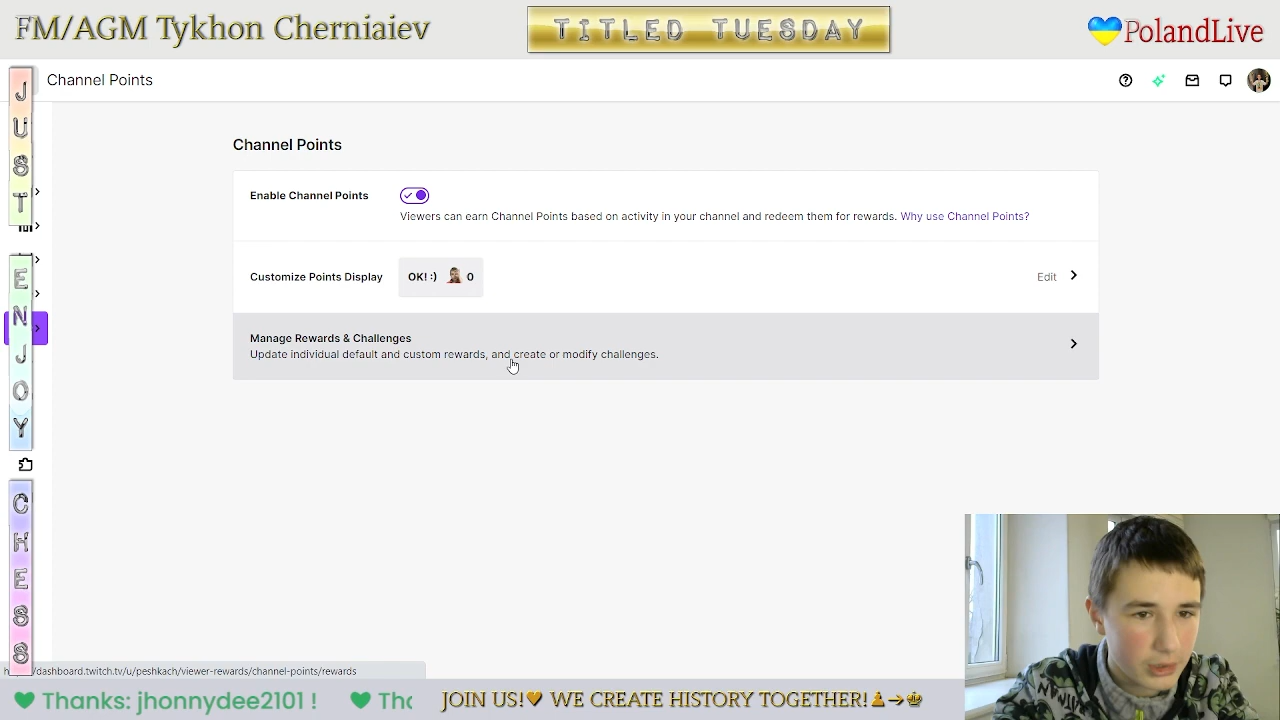 FM/AGM Tykhon Cherniaiev
TITLED TUESDAY
PolandLive
Channel Points
JUST
ENJOY
CHESS
Channel Points
Enable Channel Points
Viewers can earn Channel Points based on activity in your channel and redeem them for rewards. Why use Channel Points?
Customize Points Display
OK! :) 0
Edit
Manage Rewards & Challenges
Update individual default and custom rewards, and create or modify challenges.
dashboard.twitch.tv/u/peshkach/viewer-rewards/channel-points/rewards
Thanks: jhonnydee2101 !
JOIN US!🧡 WE CREATE HISTORY TOGETHER!♟→♚